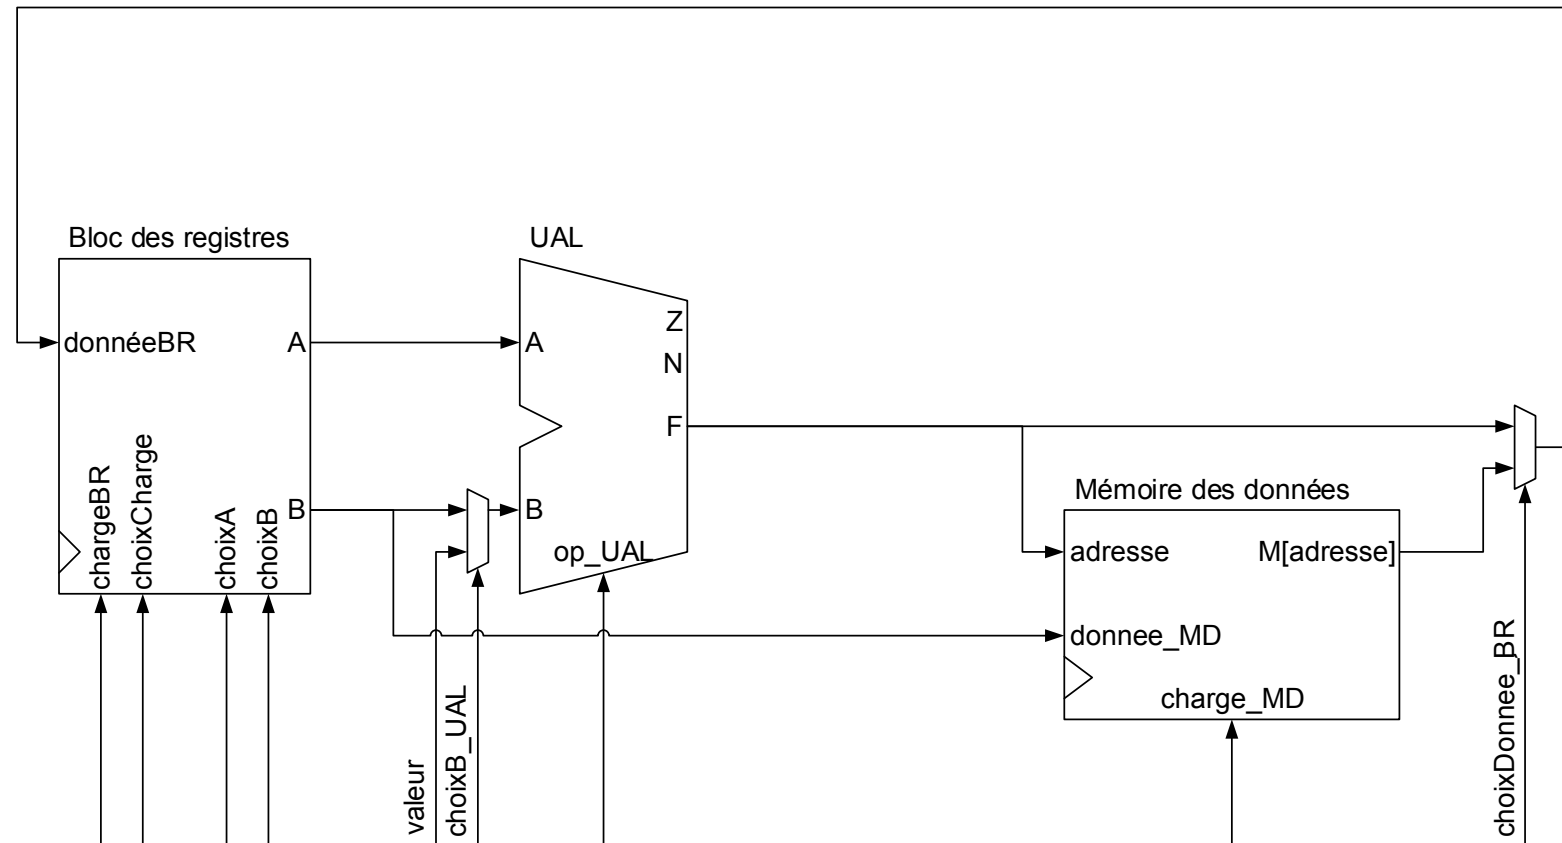 Bloc des registres
UAL
donnéeBR
A
B
chargeBR
choixCharge
choixA
choixB
A
B
Z
N
F
op_UAL
valeur
choixB_UAL
Mémoire des données
adresse
M[adresse]
donnee_MD
charge_MD
choixDonnee_BR